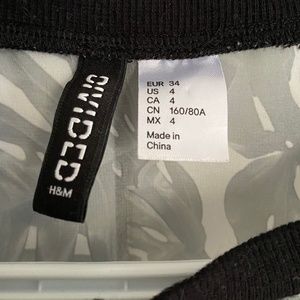 DIVIDED
H&M
EUR 34
US 4
CA 4
CN 160/80A
MX 4
Made in
China